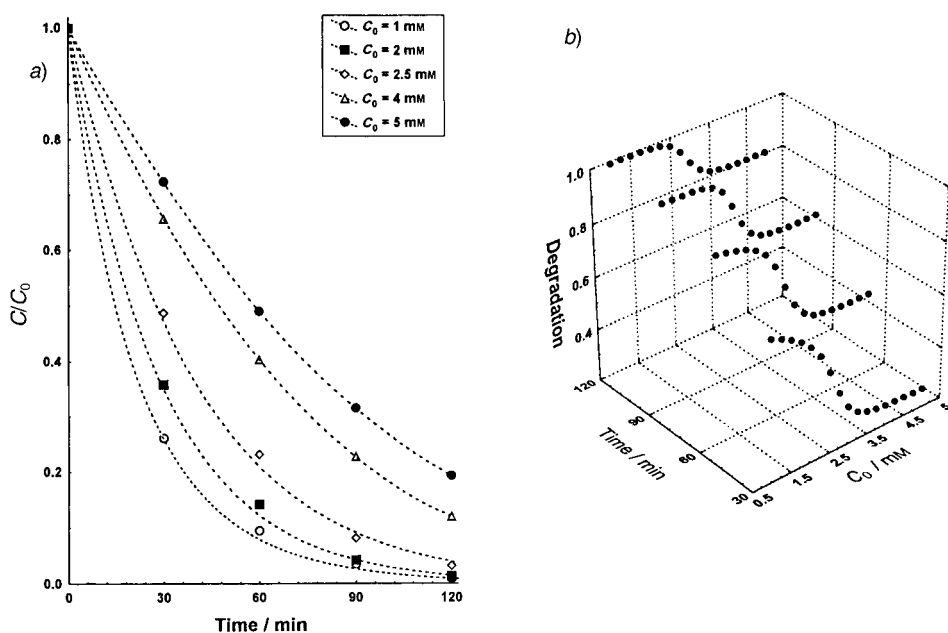 a)
C₀ = 1 mM
C₀ = 2 mM
C₀ = 2.5 mM
C₀ = 4 mM
C₀ = 5 mM
1.0
0.8
0.6
0.4
0.2
0.0
C/C₀
0
30
60
90
120
Time / min
b)
1.0
0.8
0.6
0.4
Degradation
120
90
60
30
Time / min
0.5
1.5
2.5
3.5
4.5
C₀ / mM